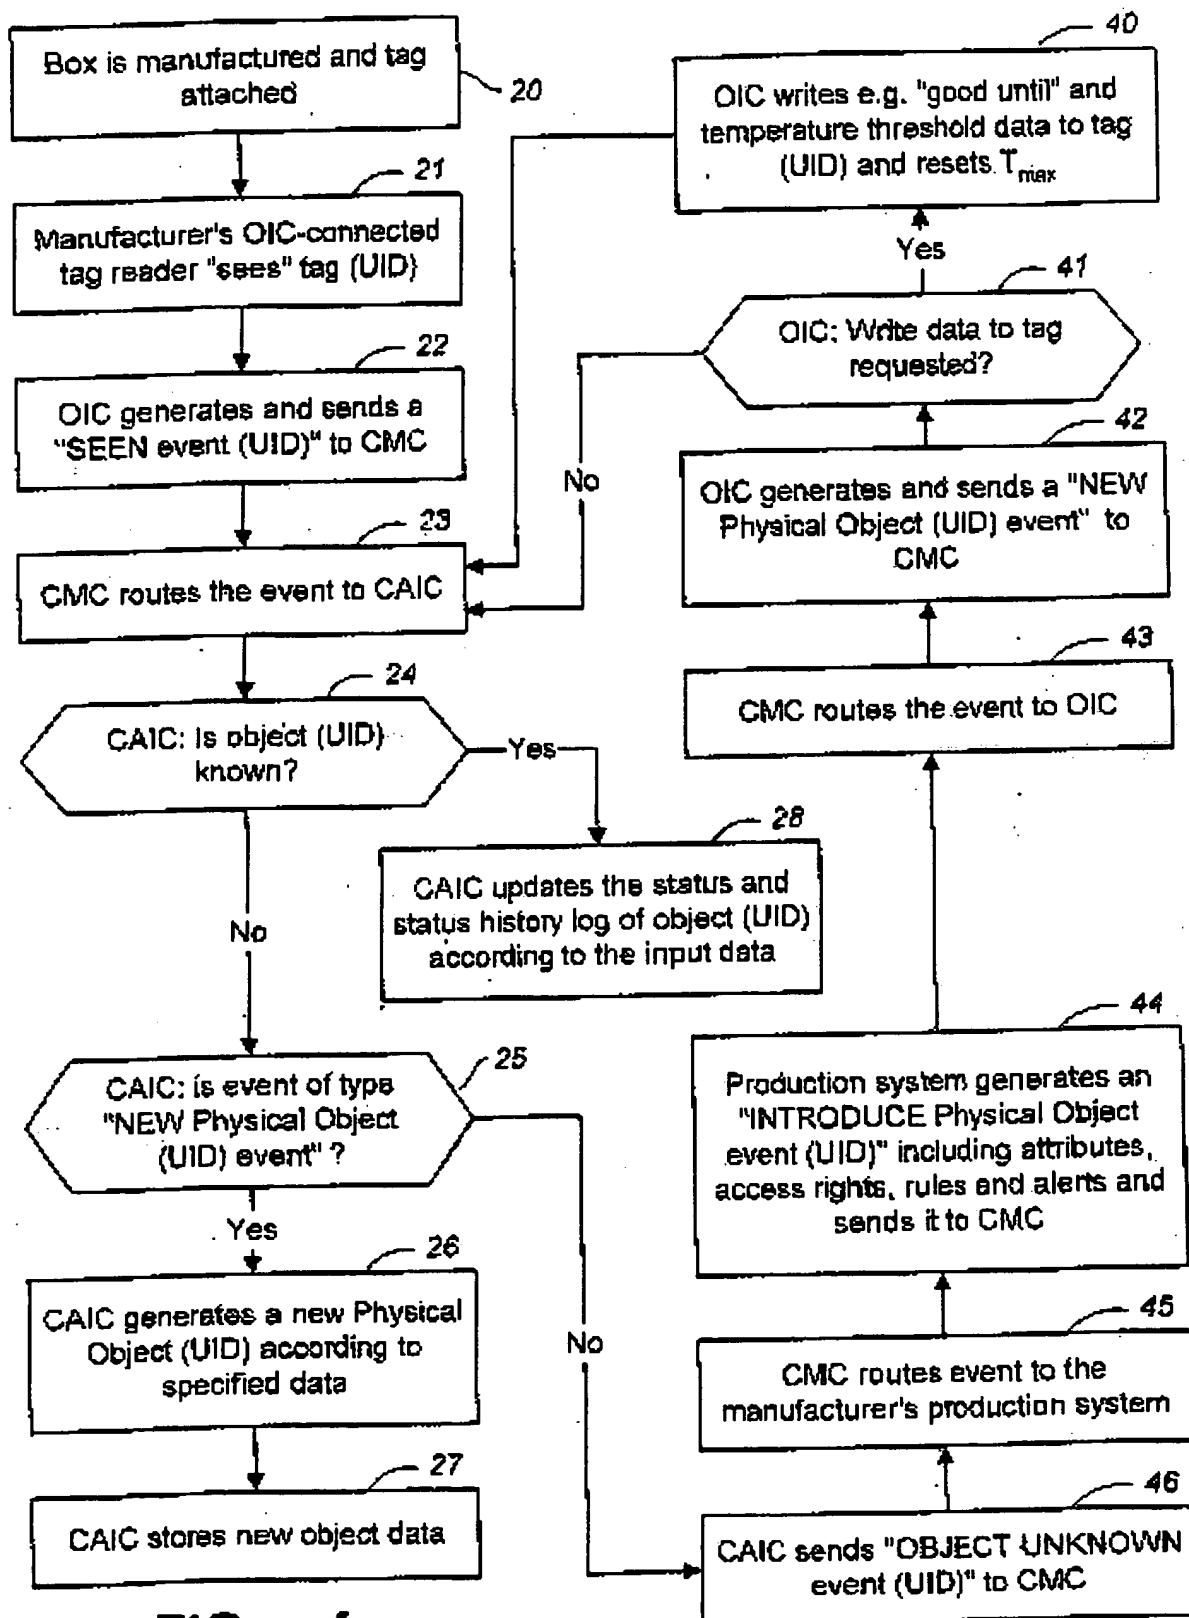 Box is manufactured and tag
attached
20
21
Manufacturer's OIC-connected
tag reader "sees" tag (UID)
22
OIC generates and sends a
"SEEN event (UID)" to CMC
23
CMC routes the event to CAIC
24
CAIC: Is object (UID)
known?
Yes
No
28
CAIC updates the status and
status history log of object (UID)
according to the input data
25
CAIC: is event of type
"NEW Physical Object
(UID) event" ?
Yes
No
26
CAIC generates a new Physical
Object (UID) according to
specified data
27
CAIC stores new object data
40
OIC writes e.g. "good until" and
temperature threshold data to tag
(UID) and resets Tmax
Yes
41
OIC: Write data to tag
requested?
No
42
OIC generates and sends a "NEW
Physical Object (UID) event" to
CMC
43
CMC routes the event to OIC
44
Production system generates an
"INTRODUCE Physical Object
event (UID)" including attributes,
access rights, rules and alerts and
sends it to CMC
45
CMC routes event to the
manufacturer's production system
46
CAIC sends "OBJECT UNKNOWN
event (UID)" to CMC